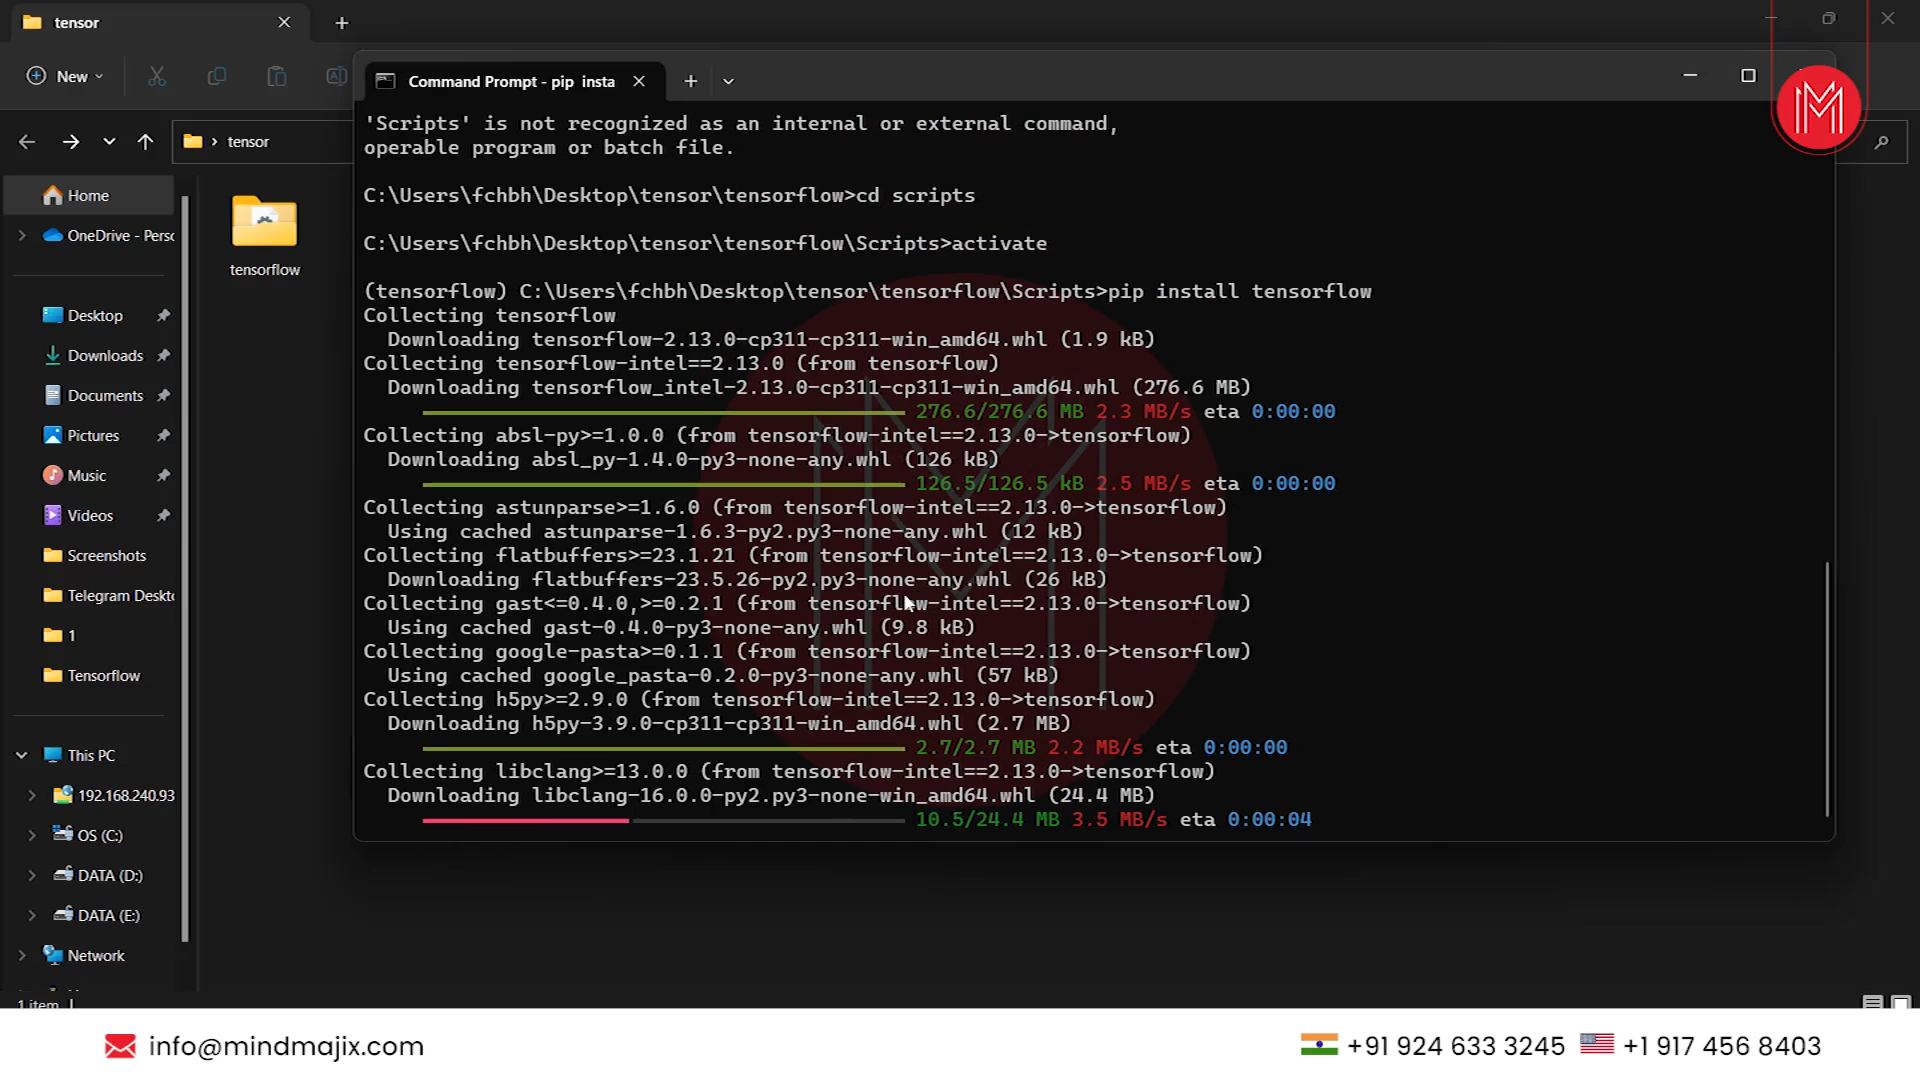 tensor
New
Command Prompt - pip insta
tensor
Home
OneDrive - Perso
Desktop
Downloads
Documents
Pictures
Music
Videos
Screenshots
Telegram Deskto
1
Tensorflow
This PC
192.168.240.93
OS (C:)
DATA (D:)
DATA (E:)
Network
1 item
tensorflow
'Scripts' is not recognized as an internal or external command,
operable program or batch file.
C:\Users\fchbh\Desktop\tensor\tensorflow>cd scripts
C:\Users\fchbh\Desktop\tensor\tensorflow\Scripts>activate
(tensorflow) C:\Users\fchbh\Desktop\tensor\tensorflow\Scripts>pip install tensorflow
Collecting tensorflow
Downloading tensorflow-2.13.0-cp311-cp311-win_amd64.whl (1.9 kB)
Collecting tensorflow-intel==2.13.0 (from tensorflow)
Downloading tensorflow_intel-2.13.0-cp311-cp311-win_amd64.whl (276.6 MB)
276.6/276.6 MB 2.3 MB/s eta 0:00:00
Collecting absl-py>=1.0.0 (from tensorflow-intel==2.13.0->tensorflow)
Downloading absl_py-1.4.0-py3-none-any.whl (126 kB)
126.5/126.5 kB 2.5 MB/s eta 0:00:00
Collecting astunparse>=1.6.0 (from tensorflow-intel==2.13.0->tensorflow)
Using cached astunparse-1.6.3-py2.py3-none-any.whl (12 kB)
Collecting flatbuffers>=23.1.21 (from tensorflow-intel==2.13.0->tensorflow)
Downloading flatbuffers-23.5.26-py2.py3-none-any.whl (26 kB)
Collecting gast<=0.4.0,>=0.2.1 (from tensorflow-intel==2.13.0->tensorflow)
Using cached gast-0.4.0-py3-none-any.whl (9.8 kB)
Collecting google-pasta>=0.1.1 (from tensorflow-intel==2.13.0->tensorflow)
Using cached google_pasta-0.2.0-py3-none-any.whl (57 kB)
Collecting h5py>=2.9.0 (from tensorflow-intel==2.13.0->tensorflow)
Downloading h5py-3.9.0-cp311-cp311-win_amd64.whl (2.7 MB)
2.7/2.7 MB 2.2 MB/s eta 0:00:00
Collecting libclang>=13.0.0 (from tensorflow-intel==2.13.0->tensorflow)
Downloading libclang-16.0.0-py2.py3-none-win_amd64.whl (24.4 MB)
10.5/24.4 MB 3.5 MB/s eta 0:00:04
info@mindmajix.com
+91 924 633 3245
+1 917 456 8403